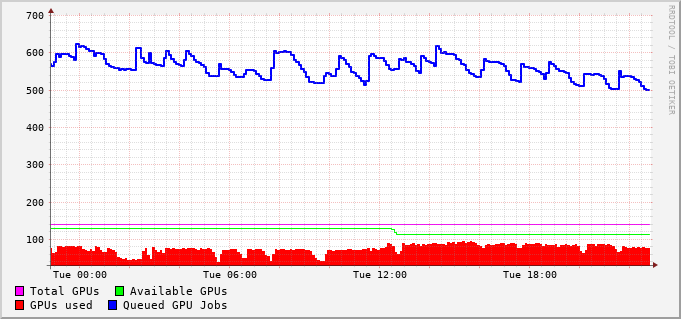 700
600
500
400
300
200
100
Tue 00:00 Tue 06:00 Tue 12:00 Tue 18:00
Total GPUs Available GPUs
GPUs used Queued GPU Jobs
RRDTOOL / TOBI OETIKER